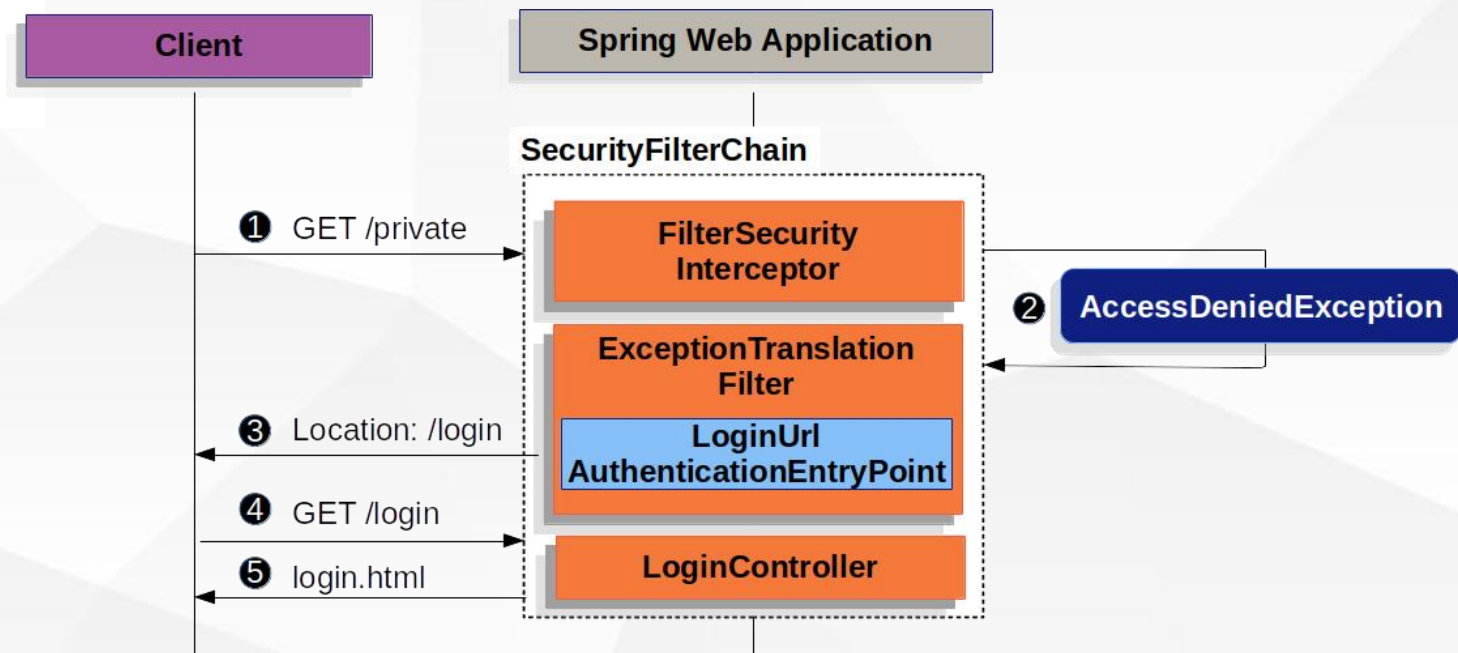 Client
Spring Web Application
SecurityFilterChain
❶ GET /private
FilterSecurity
Interceptor
❷ AccessDeniedException
ExceptionTranslation
Filter
❸ Location: /login
LoginUrl
AuthenticationEntryPoint
❹ GET /login
❺ login.html
LoginController